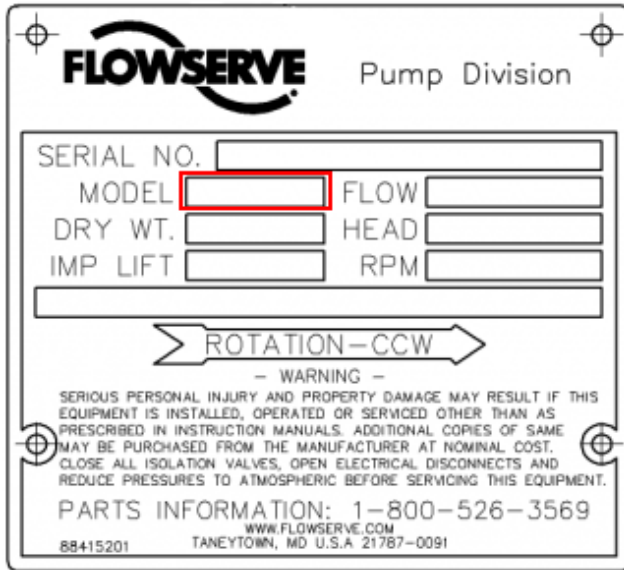 FLOWSERVE Pump Division
SERIAL NO.
MODEL FLOW
DRY WT. HEAD
IMP LIFT RPM
ROTATION-CCW
- WARNING -
SERIOUS PERSONAL INJURY AND PROPERTY DAMAGE MAY RESULT IF THIS
EQUIPMENT IS INSTALLED, OPERATED OR SERVICED OTHER THAN AS
PRESCRIBED IN INSTRUCTION MANUALS. ADDITIONAL COPIES OF SAME
MAY BE PURCHASED FROM THE MANUFACTURER AT NOMINAL COST.
CLOSE ALL ISOLATION VALVES, OPEN ELECTRICAL DISCONNECTS AND
REDUCE PRESSURES TO ATMOSPHERIC BEFORE SERVICING THIS EQUIPMENT.
PARTS INFORMATION: 1-800-526-3569
WWW.FLOWSERVE.COM
88415201 TANEYTOWN, MD U.S.A 21787-0091